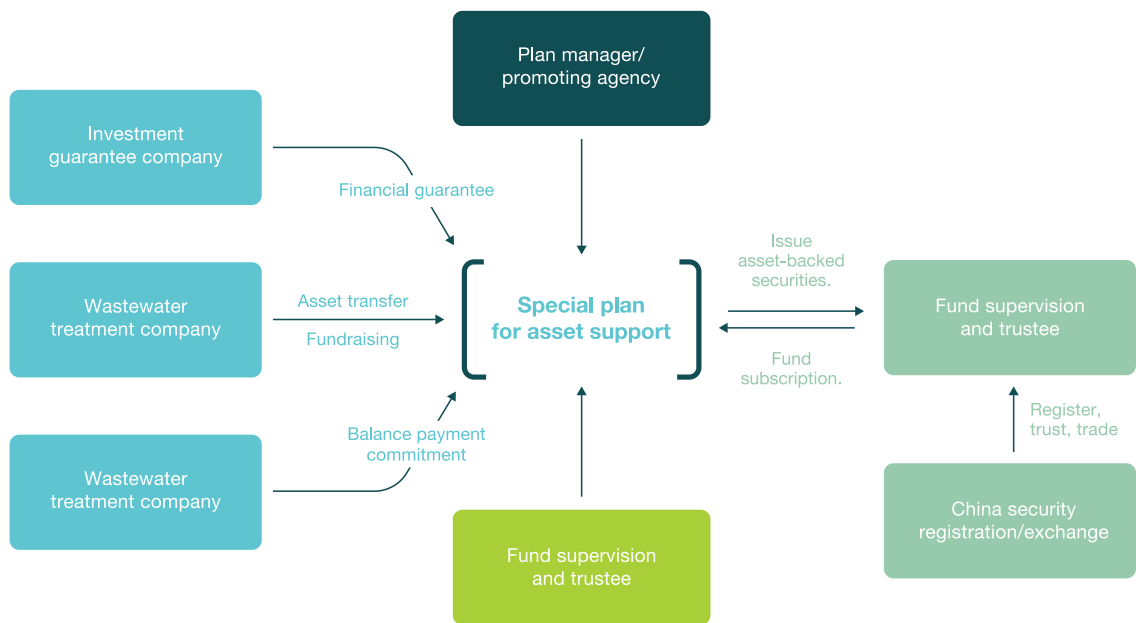 Plan manager/
promoting agency
Investment
guarantee company
Financial guarantee
Wastewater
treatment company
Asset transfer
Fundraising
Special plan
for asset support
Issue
asset-backed
securities.
Fund
subscription.
Fund supervision
and trustee
Wastewater
treatment company
Balance payment
commitment
Fund supervision
and trustee
Register,
trust, trade
China security
registration/exchange